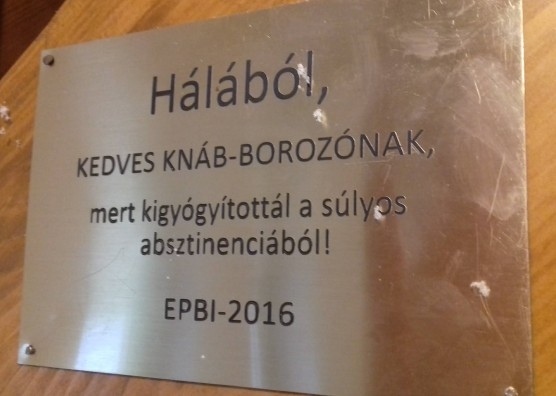 Hálából,
KEDVES KNÁB-BOROZÓNAK,
mert kigyógyítottál a súlyos
absztinenciából!
EPBI-2016